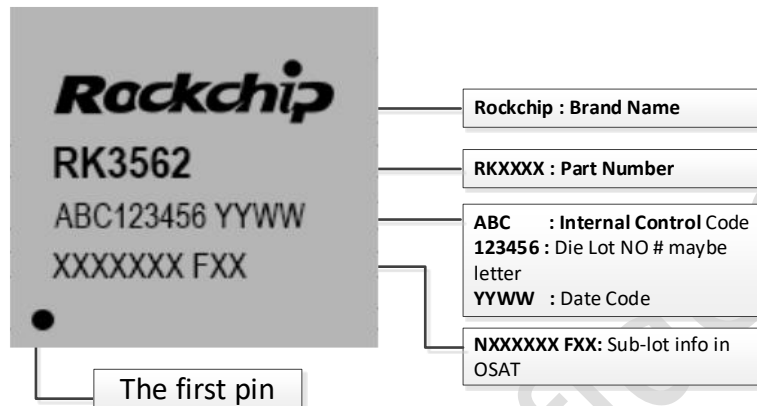 Rockchip
RK3562
ABC123456 YYWW
XXXXXXX FXX
The first pin
Rockchip : Brand Name
RKXXXX : Part Number
ABC : Internal Control Code
123456 : Die Lot NO # maybe
letter
YYWW : Date Code
NXXXXXX FXX: Sub-lot info in
OSAT